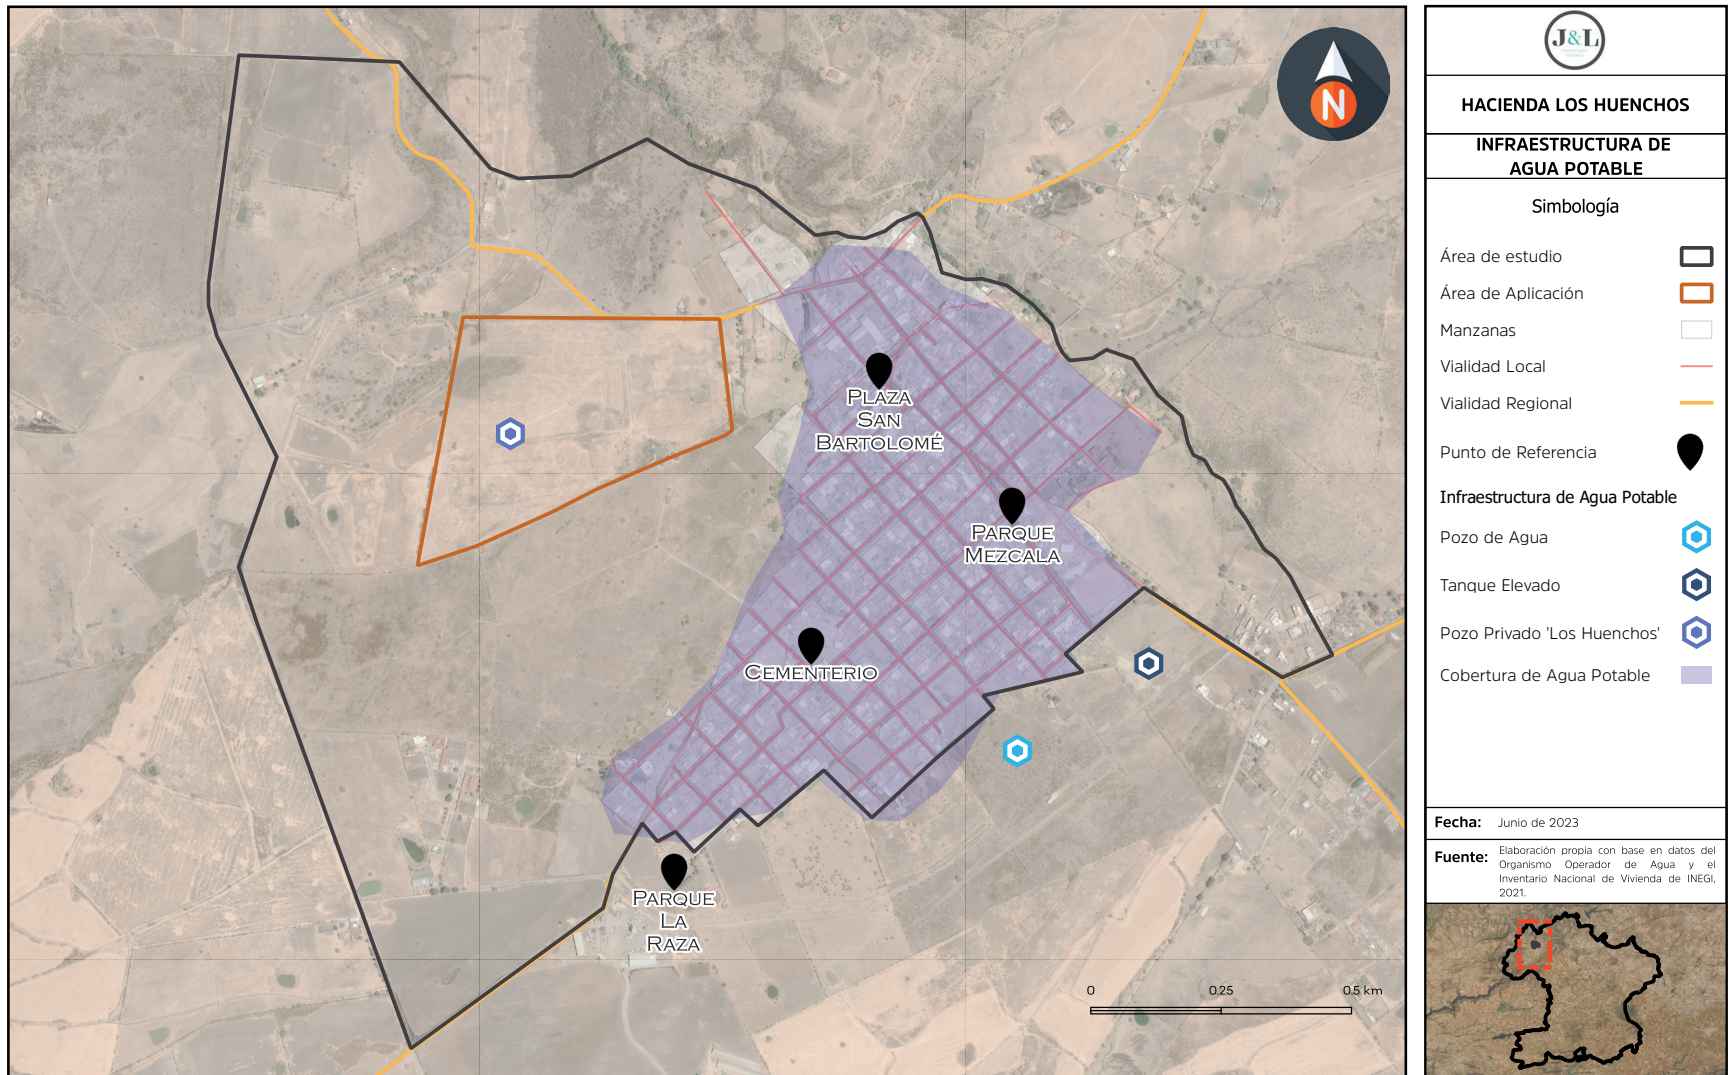 N
PLAZA
SAN
BARTOLOMÉ
PARQUE
MEZCALA
CEMENTERIO
PARQUE
LA
RAZA
0 0.25 0.5 km
J&L
HACIENDA LOS HUENCHOS
INFRAESTRUCTURA DE
AGUA POTABLE
Simbología
Área de estudio
Área de Aplicación
Manzanas
Vialidad Local
Vialidad Regional
Punto de Referencia
Infraestructura de Agua Potable
Pozo de Agua
Tanque Elevado
Pozo Privado 'Los Huenchos'
Cobertura de Agua Potable
Fecha: Junio de 2023
Fuente: Elaboración propia con base en datos del
Organismo Operador de Agua y el
Inventario Nacional de Vivienda de INEGI,
2021.